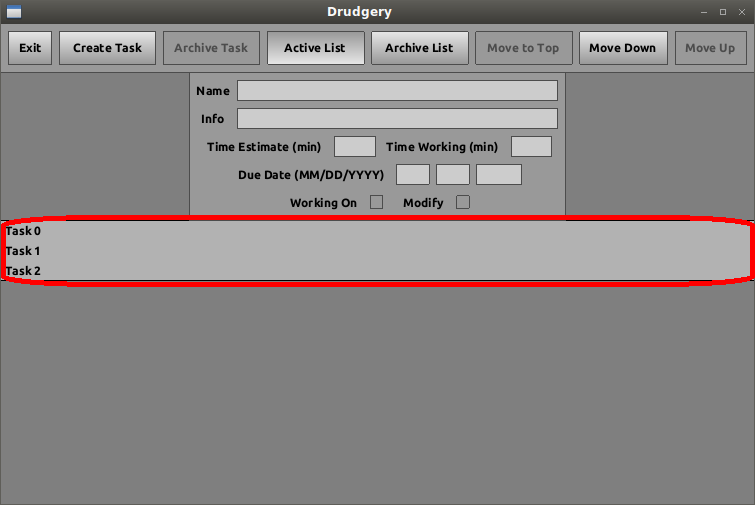 Drudgery
Exit Create Task Archive Task Active List Archive List Move to Top Move Down Move Up
Name
Info
Time Estimate (min) Time Working (min)
Due Date (MM/DD/YYYY)
Working On Modify
Task 0
Task 1
Task 2